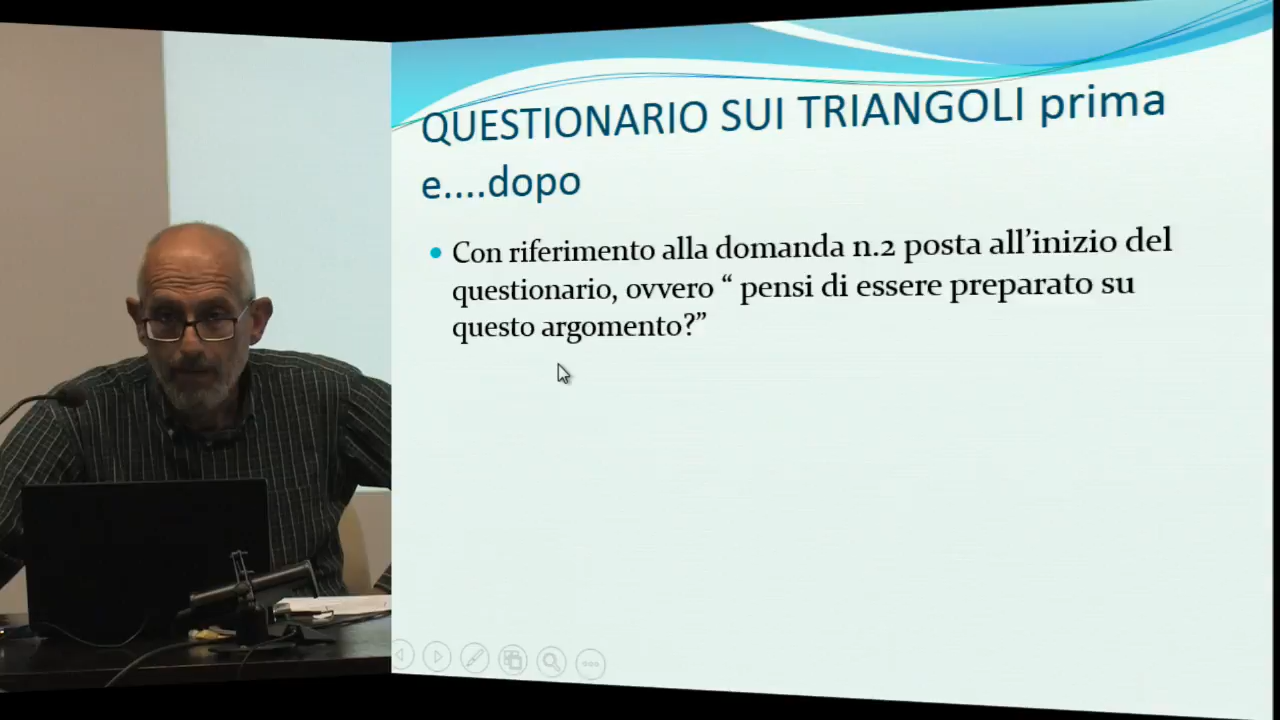 QUESTIONARIO SUI TRIANGOLI prima
e....dopo
Con riferimento alla domanda n.2 posta all'inizio del
questionario, ovvero “ pensi di essere preparato su
questo argomento?”